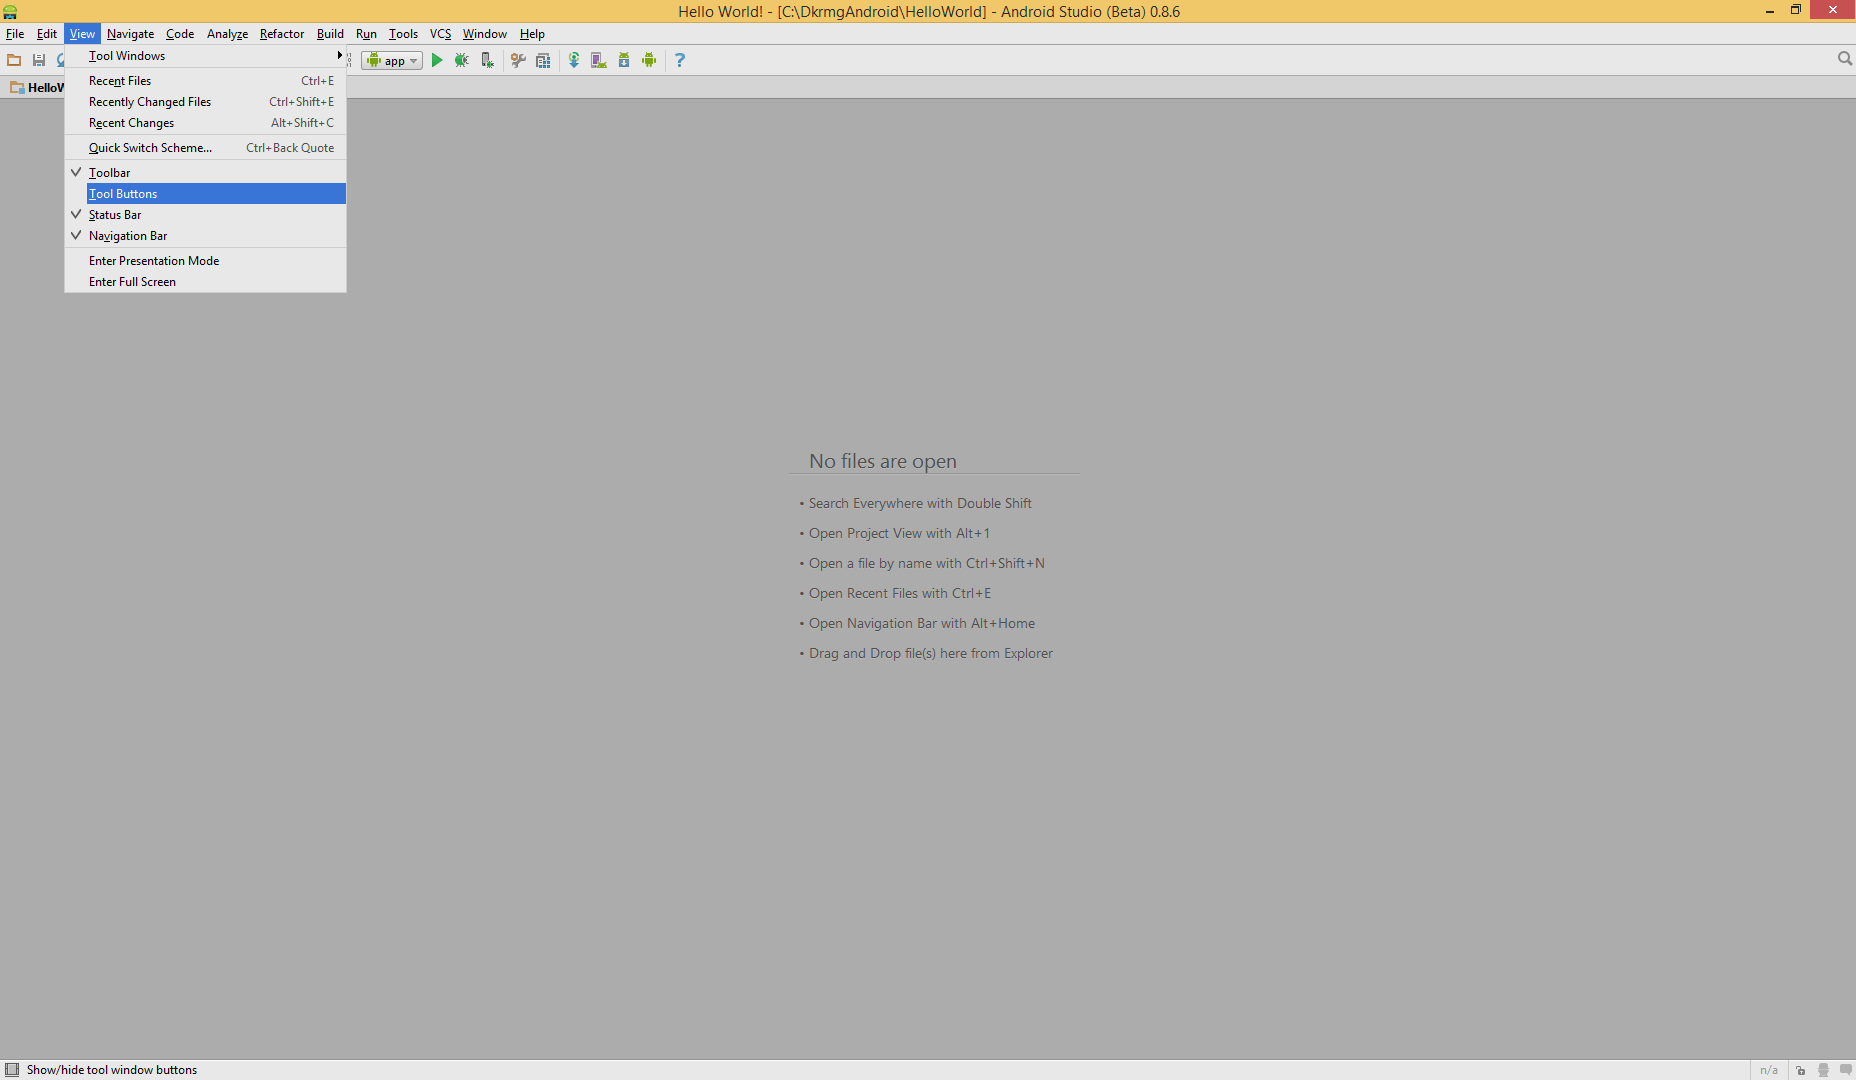 Hello World! - [C:\DkrmgAndroid\HelloWorld] - Android Studio (Beta) 0.8.6
File Edit View Navigate Code Analyze Refactor Build Run Tools VCS Window Help
app
?
HelloW
Tool Windows
Recent Files Ctrl+E
Recently Changed Files Ctrl+Shift+E
Recent Changes Alt+Shift+C
Quick Switch Scheme... Ctrl+Back Quote
Toolbar
Tool Buttons
Status Bar
Navigation Bar
Enter Presentation Mode
Enter Full Screen
No files are open
• Search Everywhere with Double Shift
• Open Project View with Alt+1
• Open a file by name with Ctrl+Shift+N
• Open Recent Files with Ctrl+E
• Open Navigation Bar with Alt+Home
• Drag and Drop file(s) here from Explorer
Show/hide tool window buttons n/a